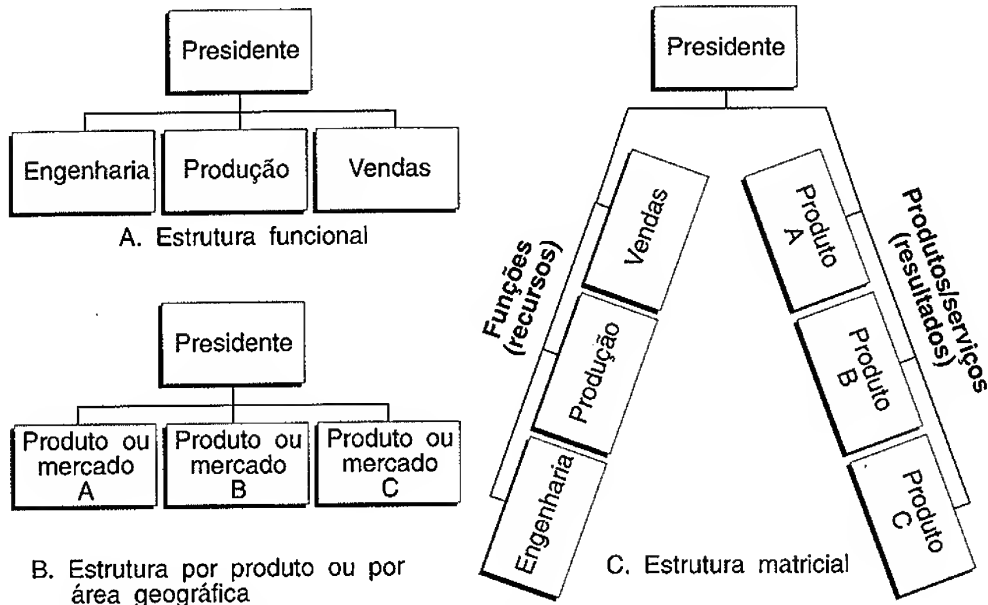 Presidente
Engenharia
Produção
Vendas
A. Estrutura funcional
Presidente
Produto ou
mercado
A
Produto ou
mercado
B
Produto ou
mercado
C
B. Estrutura por produto ou por
área geográfica
Presidente
Funções
(recursos)
Vendas
Produção
Engenharia
Produto
A
Produto
B
Produto
C
Produtos/serviços
(resultados)
C. Estrutura matricial